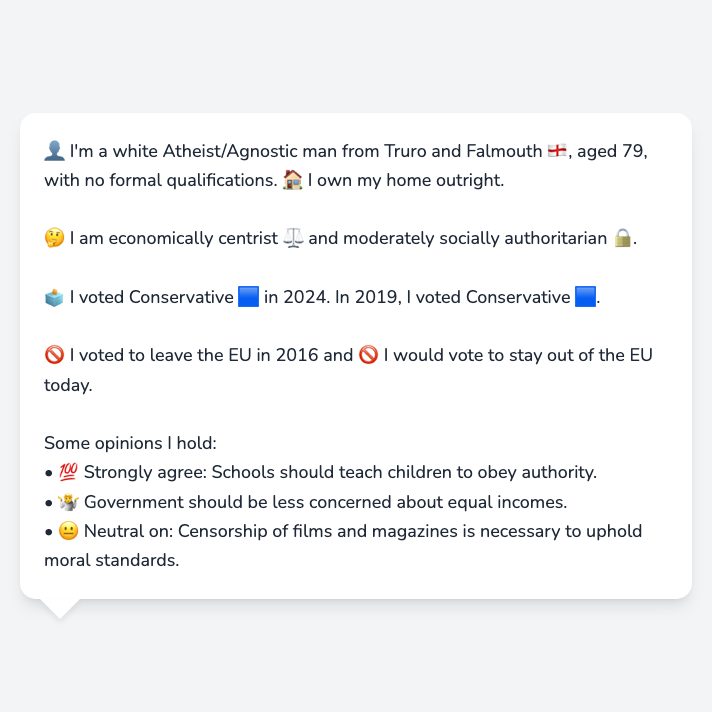 👤 I'm a white Atheist/Agnostic man from Truro and Falmouth 🏴󠁧󠁢󠁥󠁮󠁧󠁿, aged 79,
with no formal qualifications. 🏠 I own my home outright.
🤔 I am economically centrist ⚖️ and moderately socially authoritarian 🔒.
🗳️ I voted Conservative 🟦 in 2024. In 2019, I voted Conservative 🟦.
🚫 I voted to leave the EU in 2016 and 🚫 I would vote to stay out of the EU
today.
Some opinions I hold:
• 💯 Strongly agree: Schools should teach children to obey authority.
• 🤷 Government should be less concerned about equal incomes.
• 😐 Neutral on: Censorship of films and magazines is necessary to uphold
moral standards.